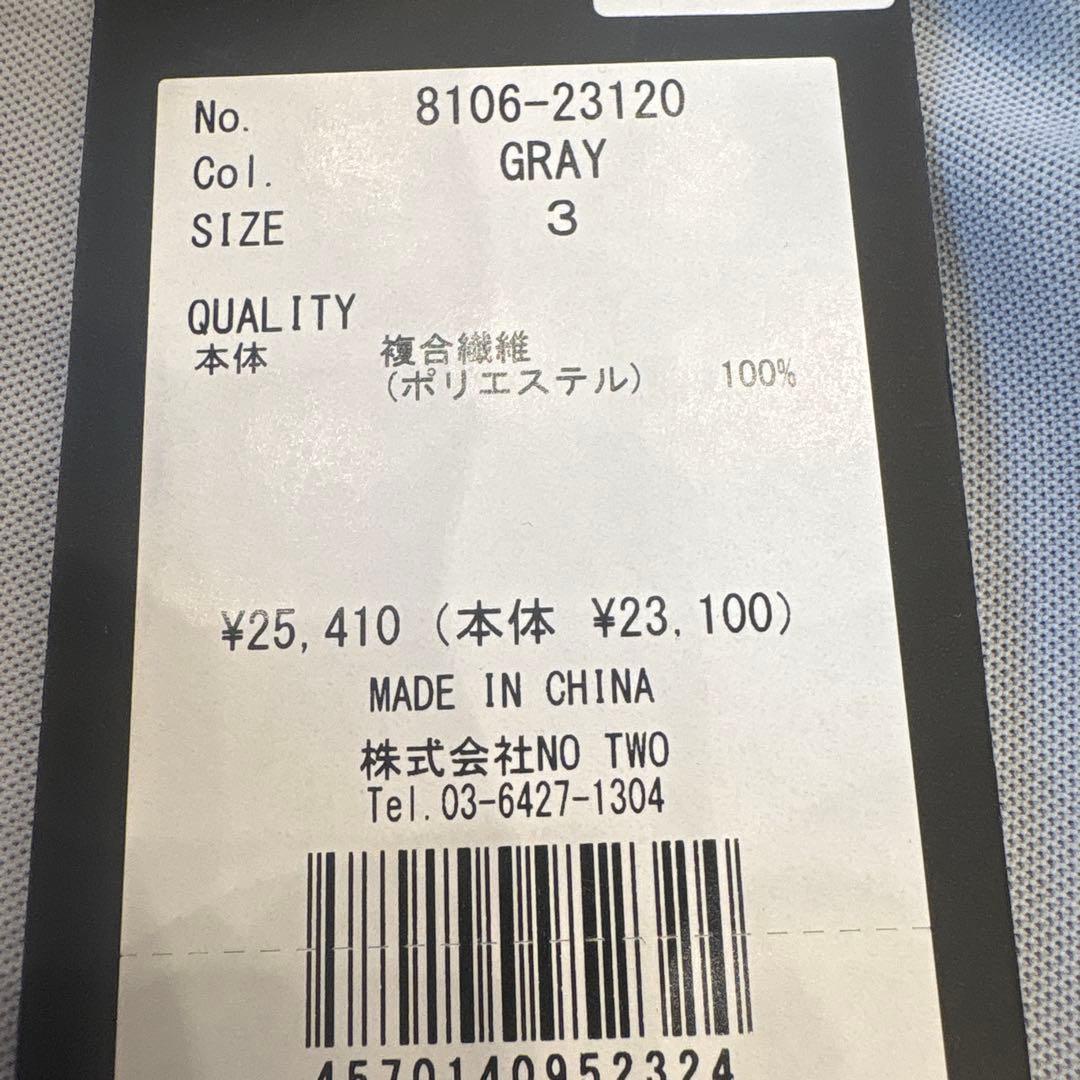 No. 8106-23120
Col. GRAY
SIZE 3
QUALITY
本体 複合繊維
(ポリエステル) 100%
¥25,410 (本体 ¥23,100)
MADE IN CHINA
株式会社NO TWO
Tel.03-6427-1304
4570140952324